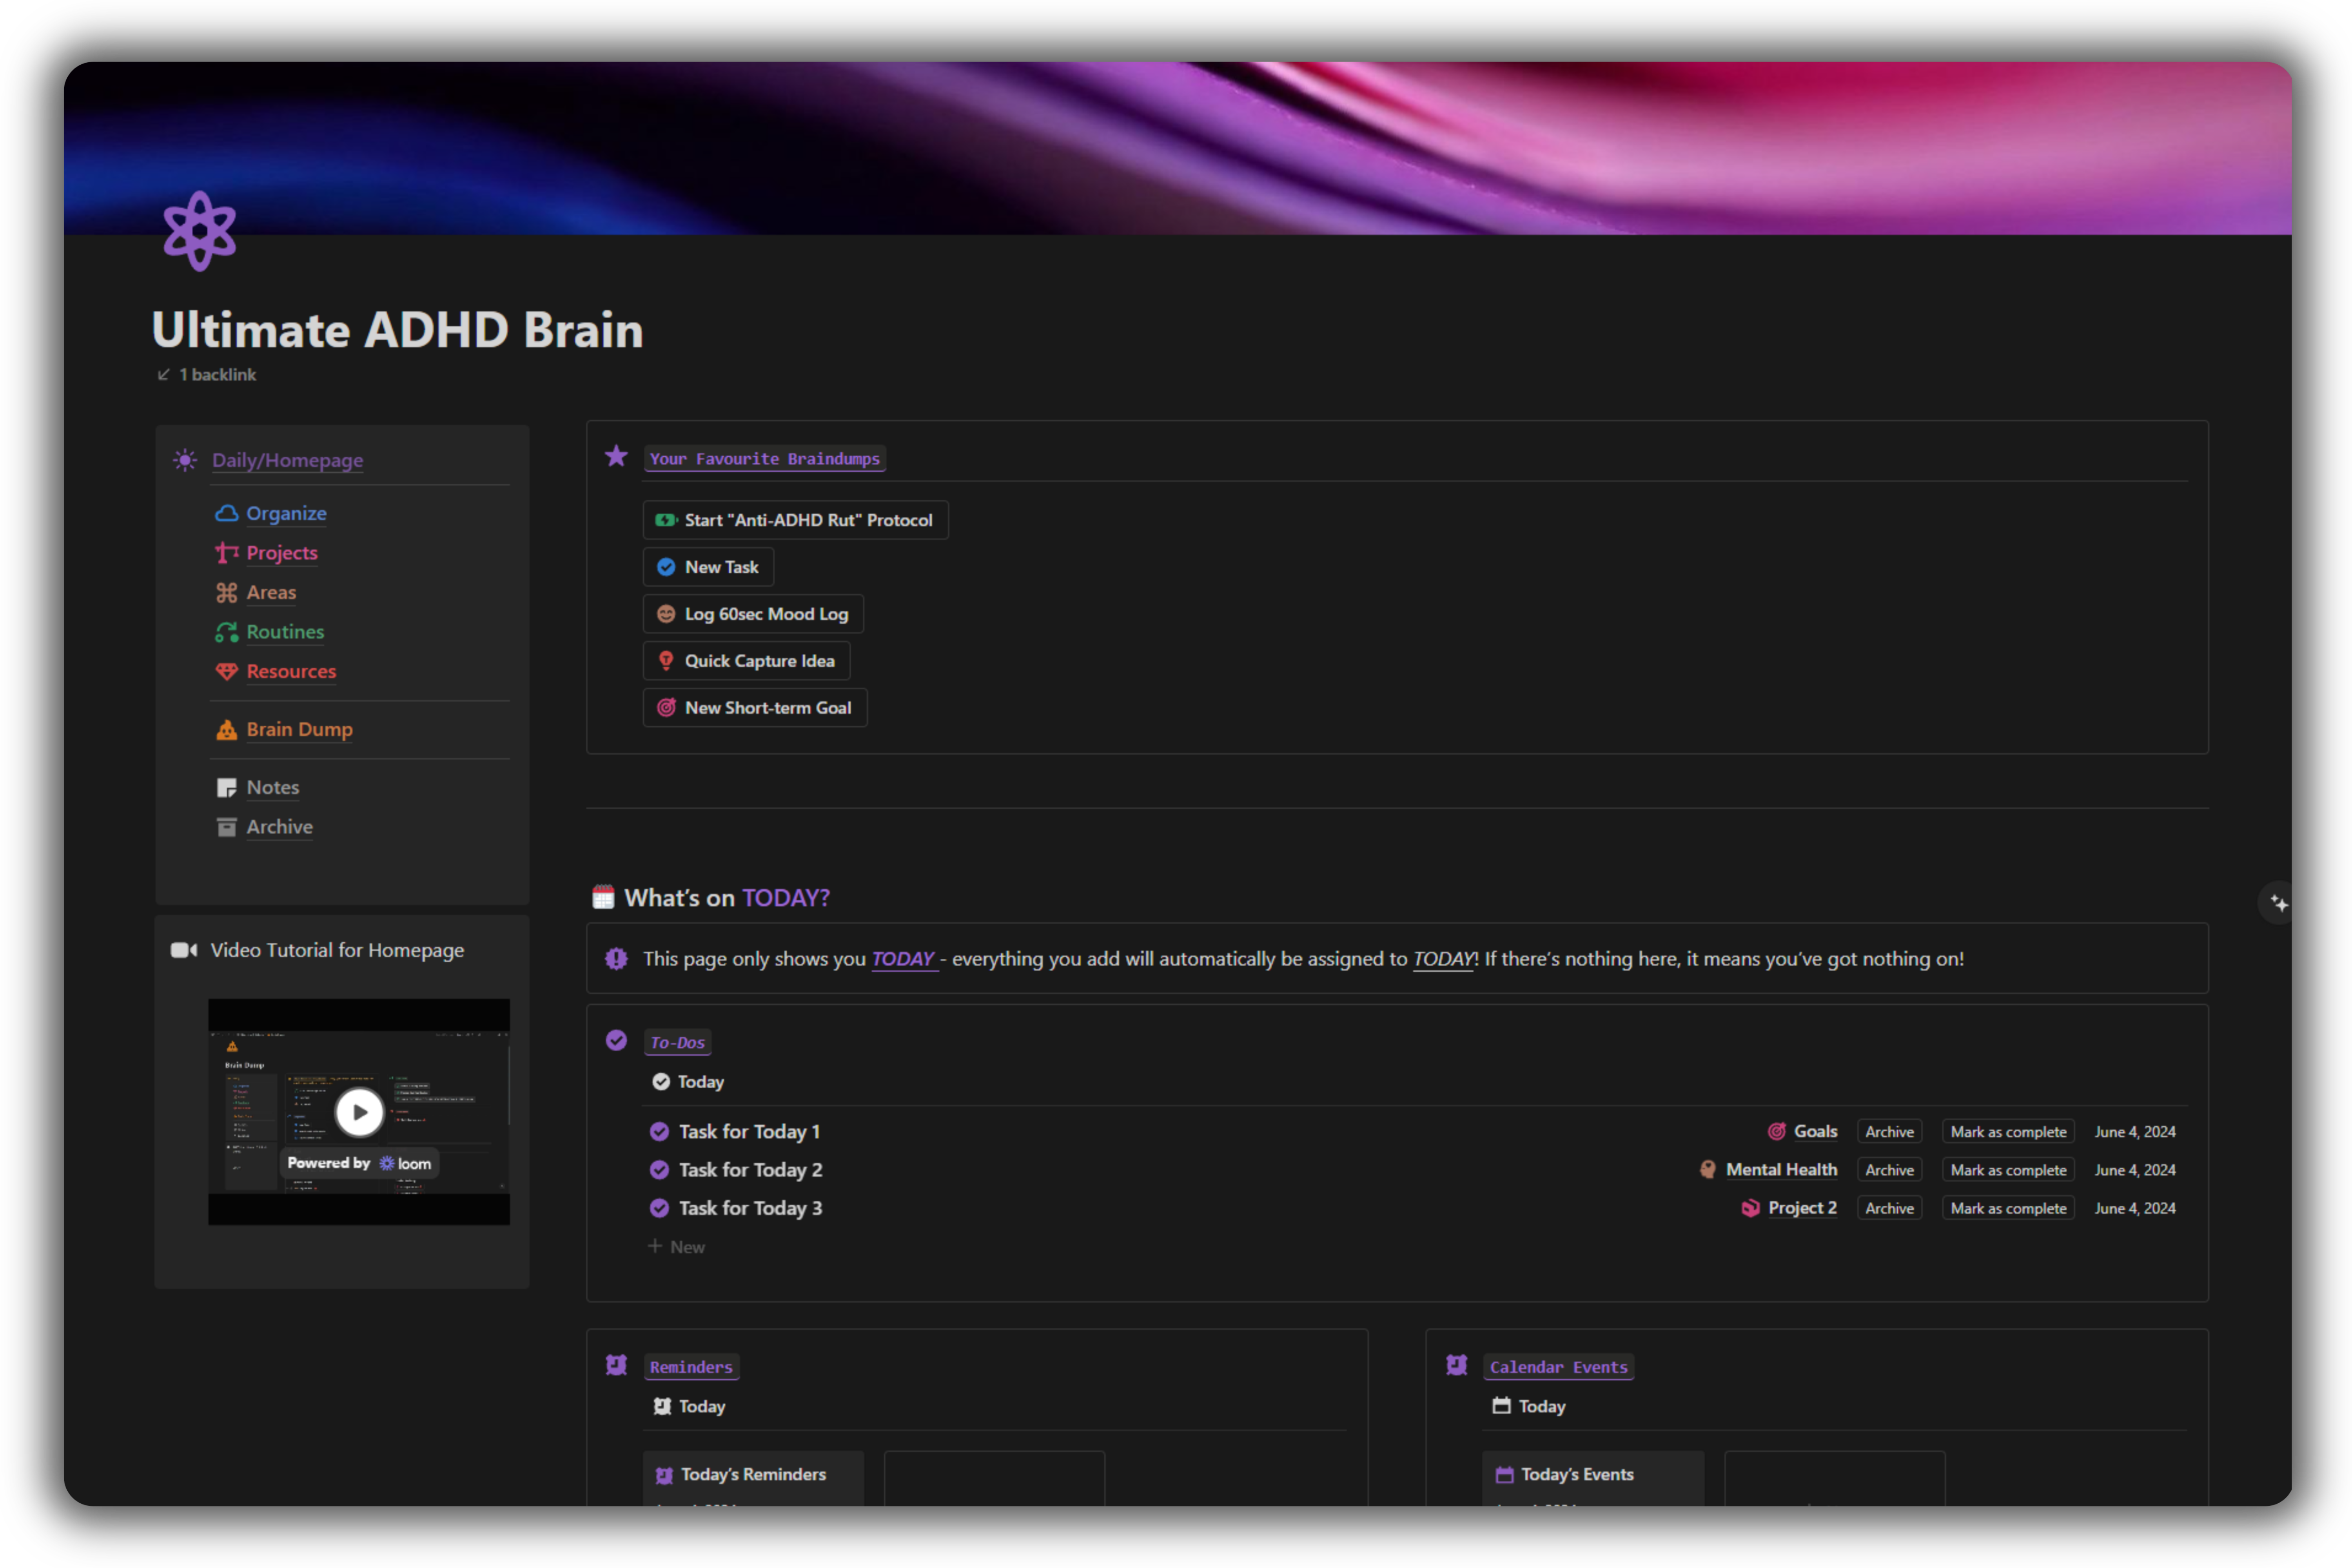 Ultimate ADHD Brain
1 backlink
Daily/Homepage
Organize
Projects
Areas
Routines
Resources
Brain Dump
Notes
Archive
Video Tutorial for Homepage
Brain Dump
Powered by loom
Your Favourite Braindumps
Start "Anti-ADHD Rut" Protocol
New Task
Log 60sec Mood Log
Quick Capture Idea
New Short-term Goal
What's on TODAY?
This page only shows you TODAY - everything you add will automatically be assigned to TODAY! If there's nothing here, it means you've got nothing on!
To-Dos
Today
Task for Today 1 Goals Archive Mark as complete June 4, 2024
Task for Today 2 Mental Health Archive Mark as complete June 4, 2024
Task for Today 3 Project 2 Archive Mark as complete June 4, 2024
New
Reminders
Today
Today's Reminders
Calendar Events
Today
Today's Events